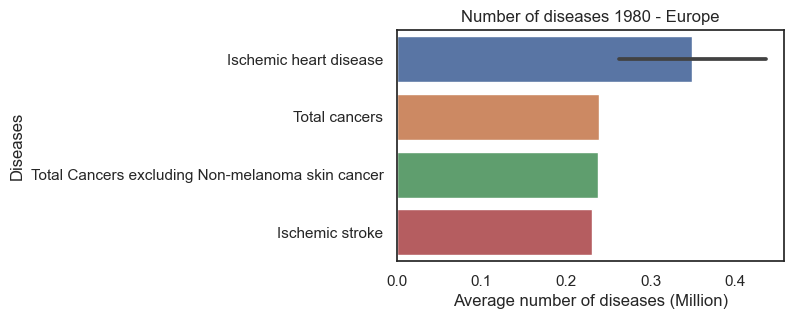 Number of diseases 1980 - Europe
Diseases
Ischemic heart disease
Total cancers
Total Cancers excluding Non-melanoma skin cancer
Ischemic stroke
0.0 0.1 0.2 0.3 0.4
Average number of diseases (Million)